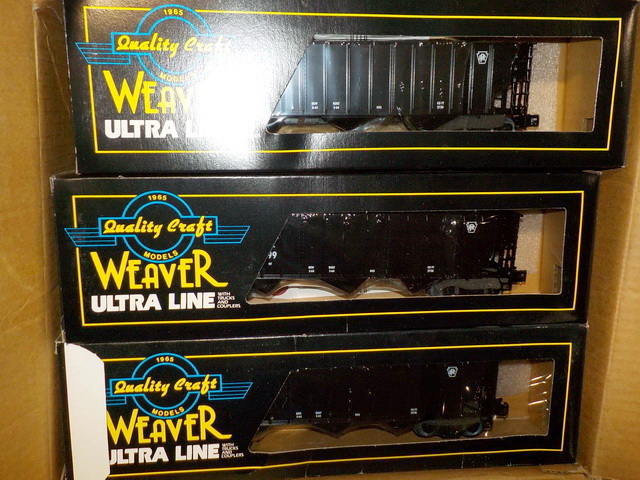 1965
Quality Craft
MODELS
WEAV
ULTRA LINE
1965
Quality Craft
MODELS
WEAVER
ULTRA LINE
WITH
TRUCKS
AND
COUPLERS
1965
Quality Craft
MODELS
WEAVER
ULTRA LINE
WITH
TRUCKS
AND
COUPLERS